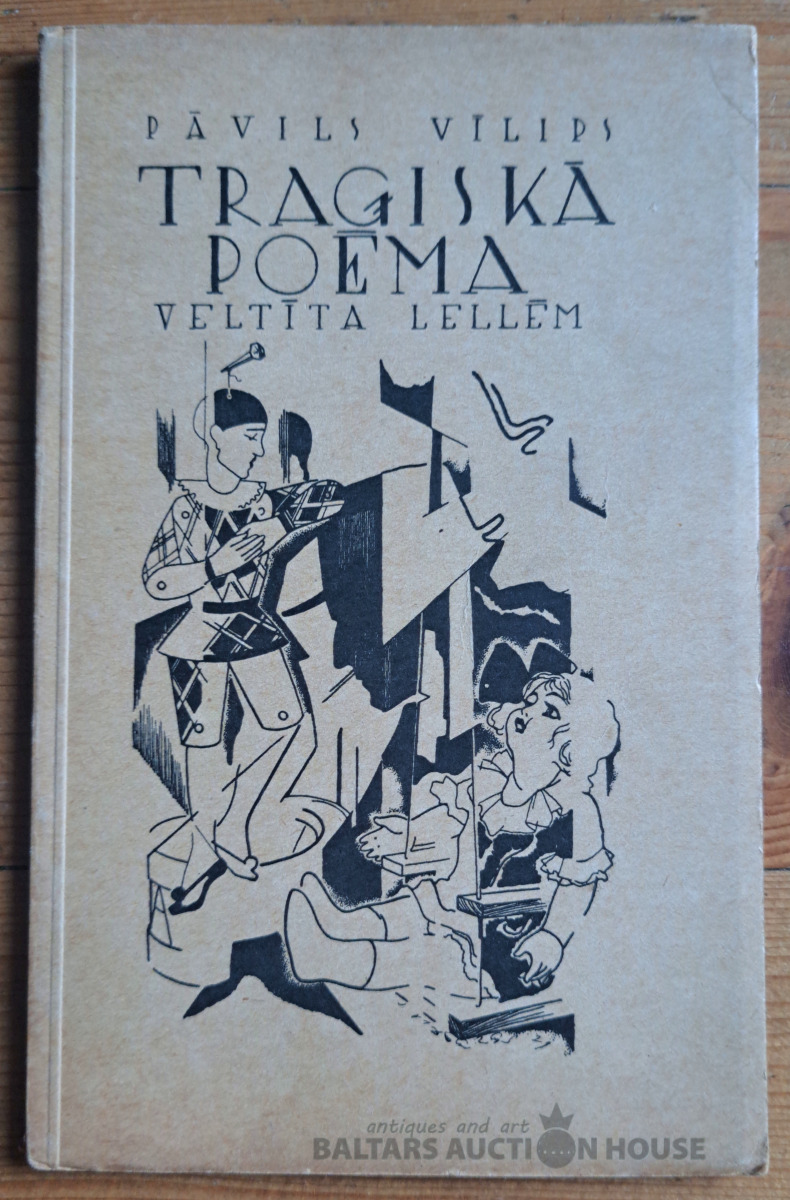 PĀVILS VĪLIPS
TRAGISKĀ
POĒMA
VELTĪTA LELLĒM
antiques and art
BALTARS AUCTION HOUSE